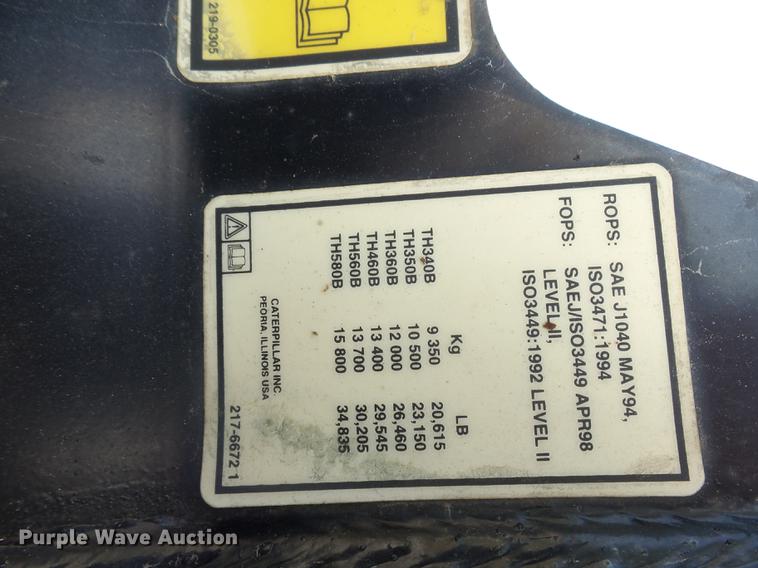 219-0305
ROPS: SAE J1040 MAY94,
ISO3471:1994
FOPS: SAEJ/ISO3449 APR98
LEVEL II,
ISO3449:1992 LEVEL II
Kg LB
TH340B 9 350 20,615
TH350B 10 500 23,150
TH360B 12 000 26,460
TH460B 13 400 29,545
TH560B 13 700 30,205
TH580B 15 800 34,835
CATERPILLAR INC.
PEORIA, ILLINOIS USA
217-6672 1
Purple Wave Auction